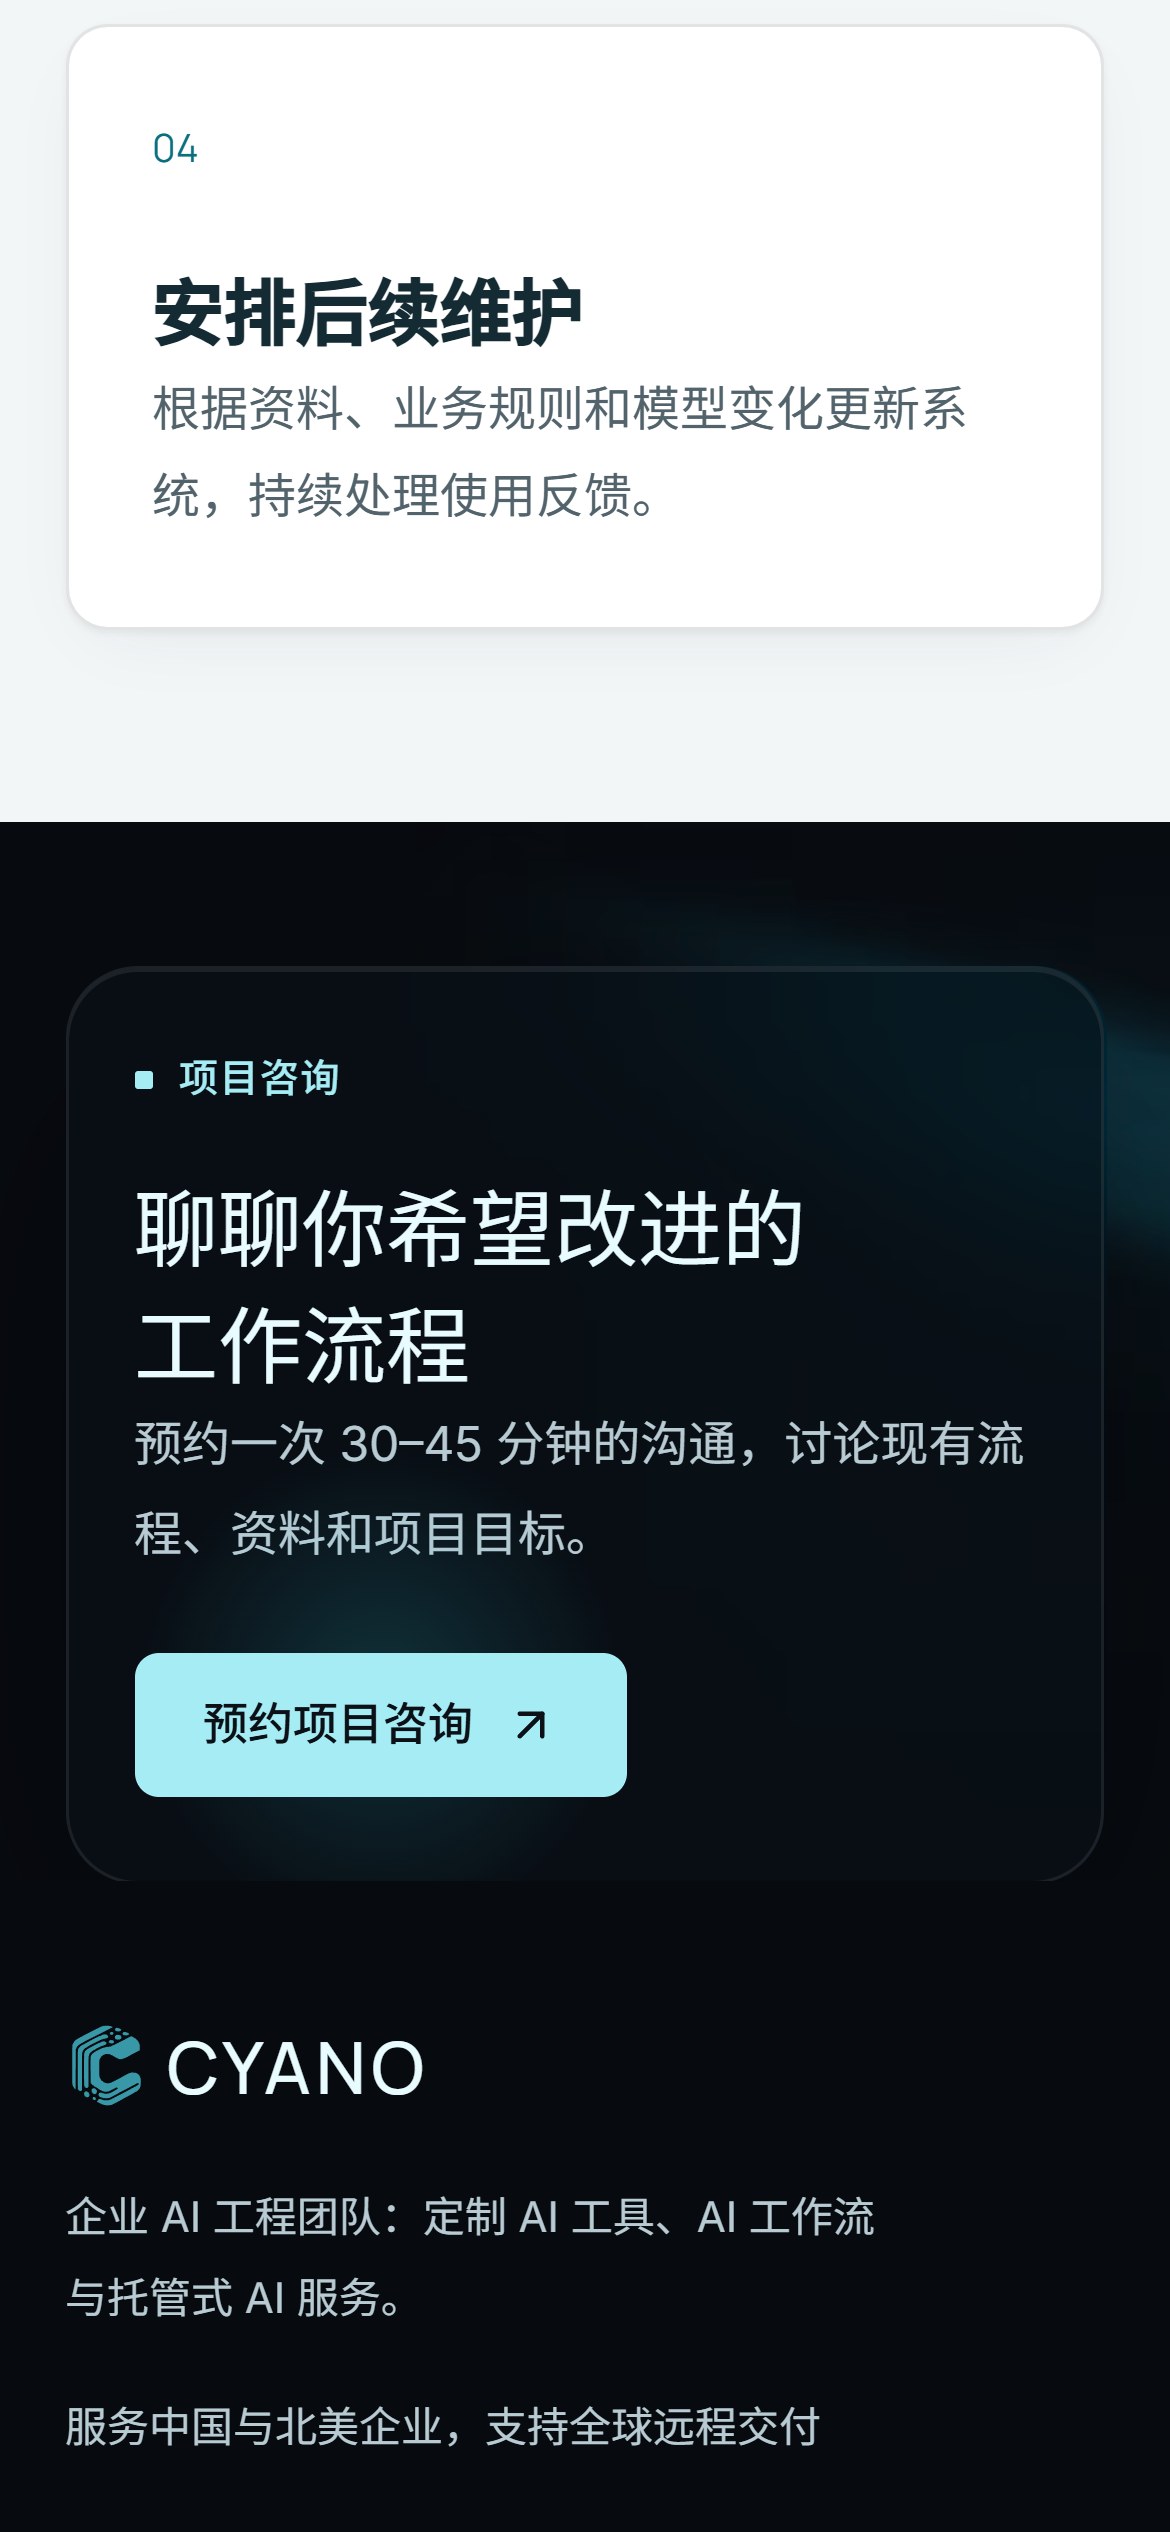 04
安排后续维护
根据资料、业务规则和模型变化更新系
统，持续处理使用反馈。
项目咨询
聊聊你希望改进的
工作流程
预约一次 30–45 分钟的沟通，讨论现有流
程、资料和项目目标。
预约项目咨询
CYANO
企业 AI 工程团队：定制 AI 工具、AI 工作流
与托管式 AI 服务。
服务中国与北美企业，支持全球远程交付